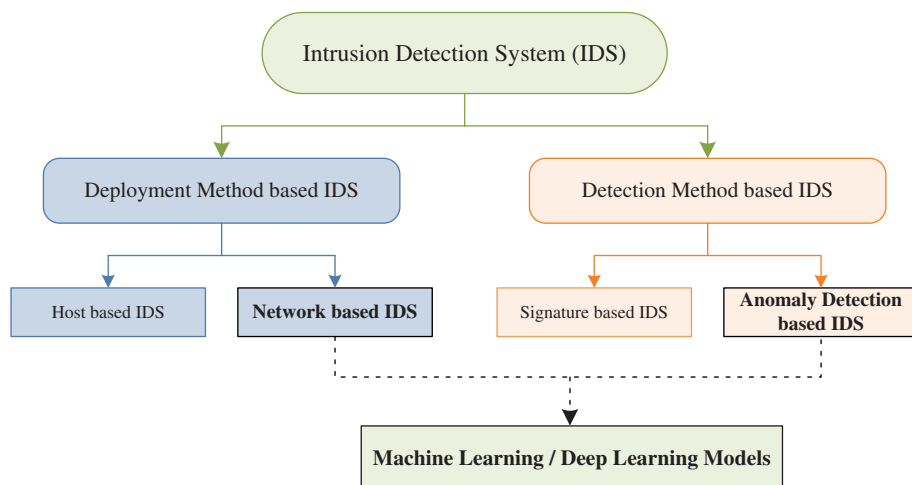 Intrusion Detection System (IDS)
Deployment Method based IDS
Detection Method based IDS
Host based IDS
Network based IDS
Signature based IDS
Anomaly Detection
based IDS
Machine Learning / Deep Learning Models